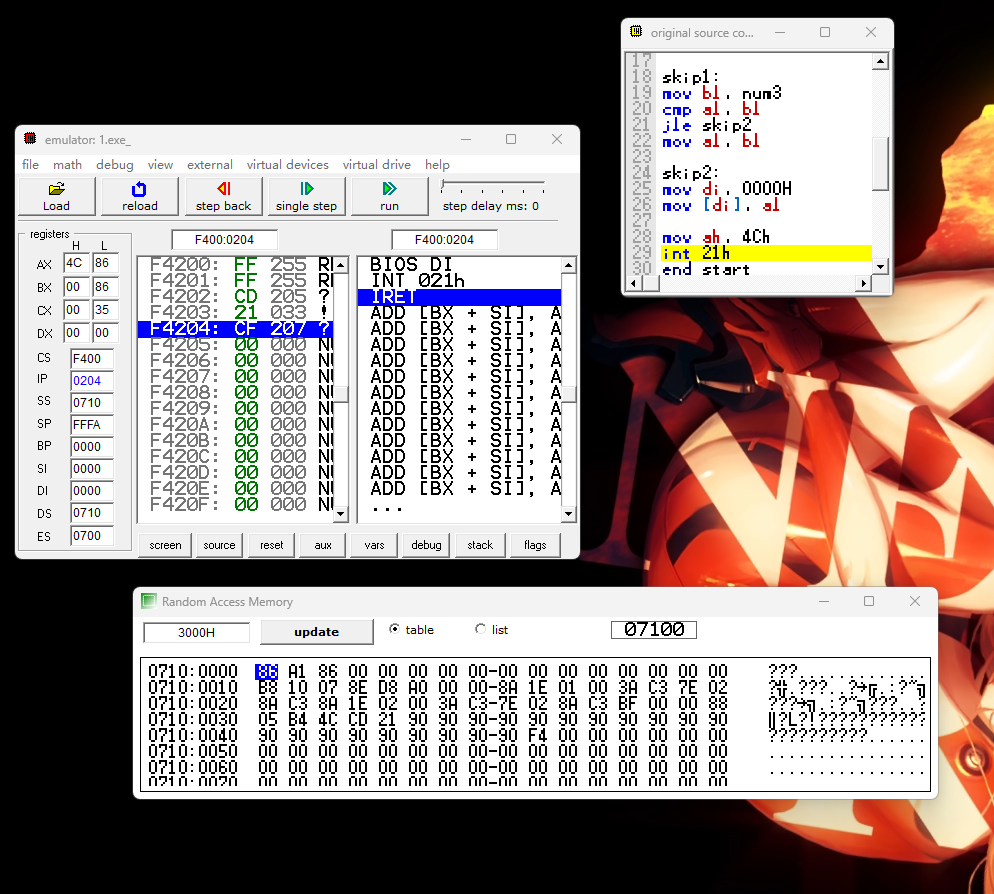 original source co...
17
18 skip1:
19 mov bl, num3
20 cmp al, bl
21 jle skip2
22 mov al, bl
23
24 skip2:
25 mov di, 0000H
26 mov [di], al
27
28 mov ah, 4Ch
29 int 21h
30 end start
emulator: 1.exe_
file math debug view external virtual devices virtual drive help
Load reload step back single step run step delay ms: 0
registers F400:0204 F400:0204
H L
AX 4C 86
BX 00 86
CX 00 35
DX 00 00
CS F400
IP 0204
SS 0710
SP FFFA
BP 0000
SI 0000
DI 0000
DS 0710
ES 0700
F4200: FF 255 R
F4201: FF 255 R
F4202: CD 205 ?
F4203: 21 033 !
F4204: CF 207 ?
F4205: 00 000 N
F4206: 00 000 N
F4207: 00 000 N
F4208: 00 000 N
F4209: 00 000 N
F420A: 00 000 N
F420B: 00 000 N
F420C: 00 000 N
F420D: 00 000 N
F420E: 00 000 N
F420F: 00 000 N
BIOS DI
INT 021h
IRET
ADD [BX + SI], A
ADD [BX + SI], A
ADD [BX + SI], A
ADD [BX + SI], A
ADD [BX + SI], A
ADD [BX + SI], A
ADD [BX + SI], A
ADD [BX + SI], A
ADD [BX + SI], A
ADD [BX + SI], A
ADD [BX + SI], A
ADD [BX + SI], A
...
screen source reset aux vars debug stack flags
Random Access Memory
3000H update table list 07100
0710:0000 86 A1 86 00 00 00 00 00-00 00 00 00 00 00 00 00 ???.............
0710:0010 B8 10 07 8E D8 A0 00 00-8A 1E 01 00 3A C3 7E 02
0710:0020 8A C3 8A 1E 02 00 3A C3-7E 02 8A C3 BF 00 00 88
0710:0030 05 B4 4C CD 21 90 90 90-90 90 90 90 90 90 90 90
0710:0040 90 90 90 90 90 90 90 90-90 F4 00 00 00 00 00 00 ??????????......
0710:0050 00 00 00 00 00 00 00 00-00 00 00 00 00 00 00 00 ................
0710:0060 00 00 00 00 00 00 00 00-00 00 00 00 00 00 00 00 ................
0710:0070 00 00 00 00 00 00 00 00-00 00 00 00 00 00 00 00